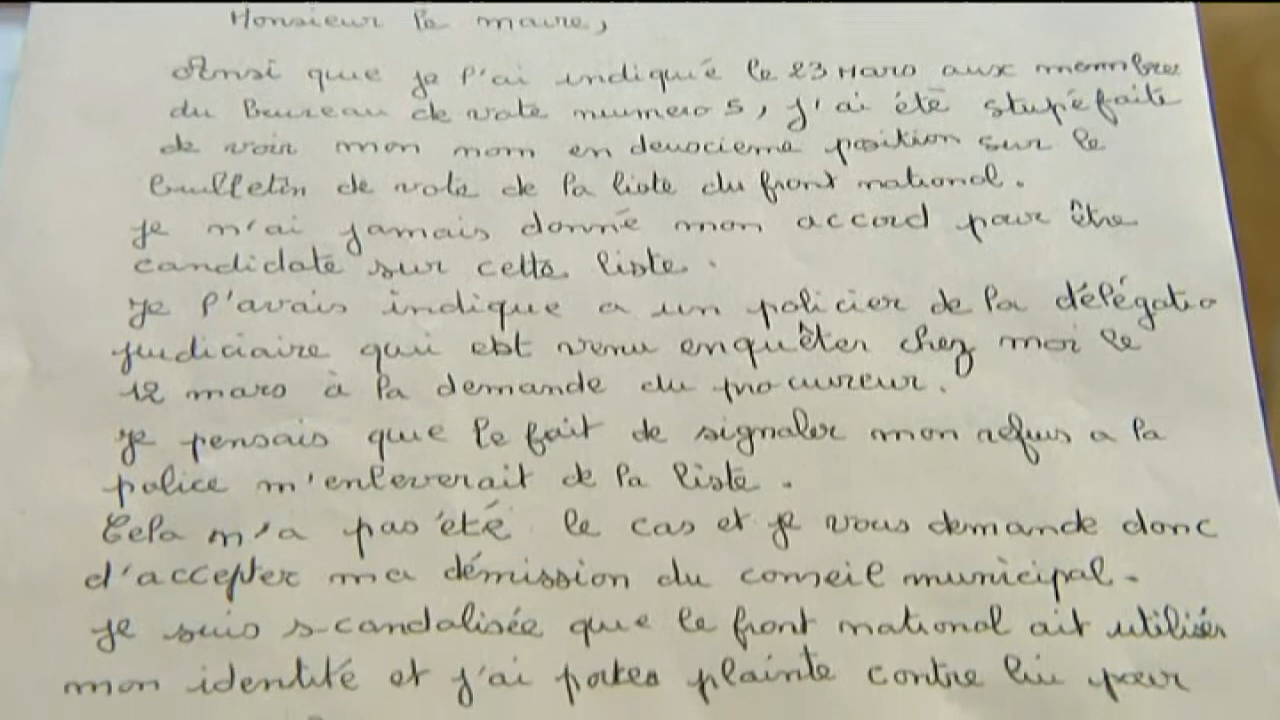 Monsieur le maire,
Ainsi que je l'ai indiqué le 23 Mars aux membres
du Bureau de vote numero 5, j'ai été stupéfaite
de voir mon nom en deuxieme position sur le
bulletin de vote de la liste du front national.
je n'ai jamais donné mon accord pour être
candidate sur cette liste.
je l'avais indique a un policier de la délégatio
judiciaire qui est venu enquêter chez moi le
12 mars à la demande du procureur.
je pensais que le fait de signaler mon refus a la
police m'enleverait de la liste.
Cela n'a pas été le cas et je vous demande donc
d'accepter ma démission du conseil municipal.
je suis scandalisée que le front national ait utiliser
mon identité et j'ai portes plainte contre lui pour